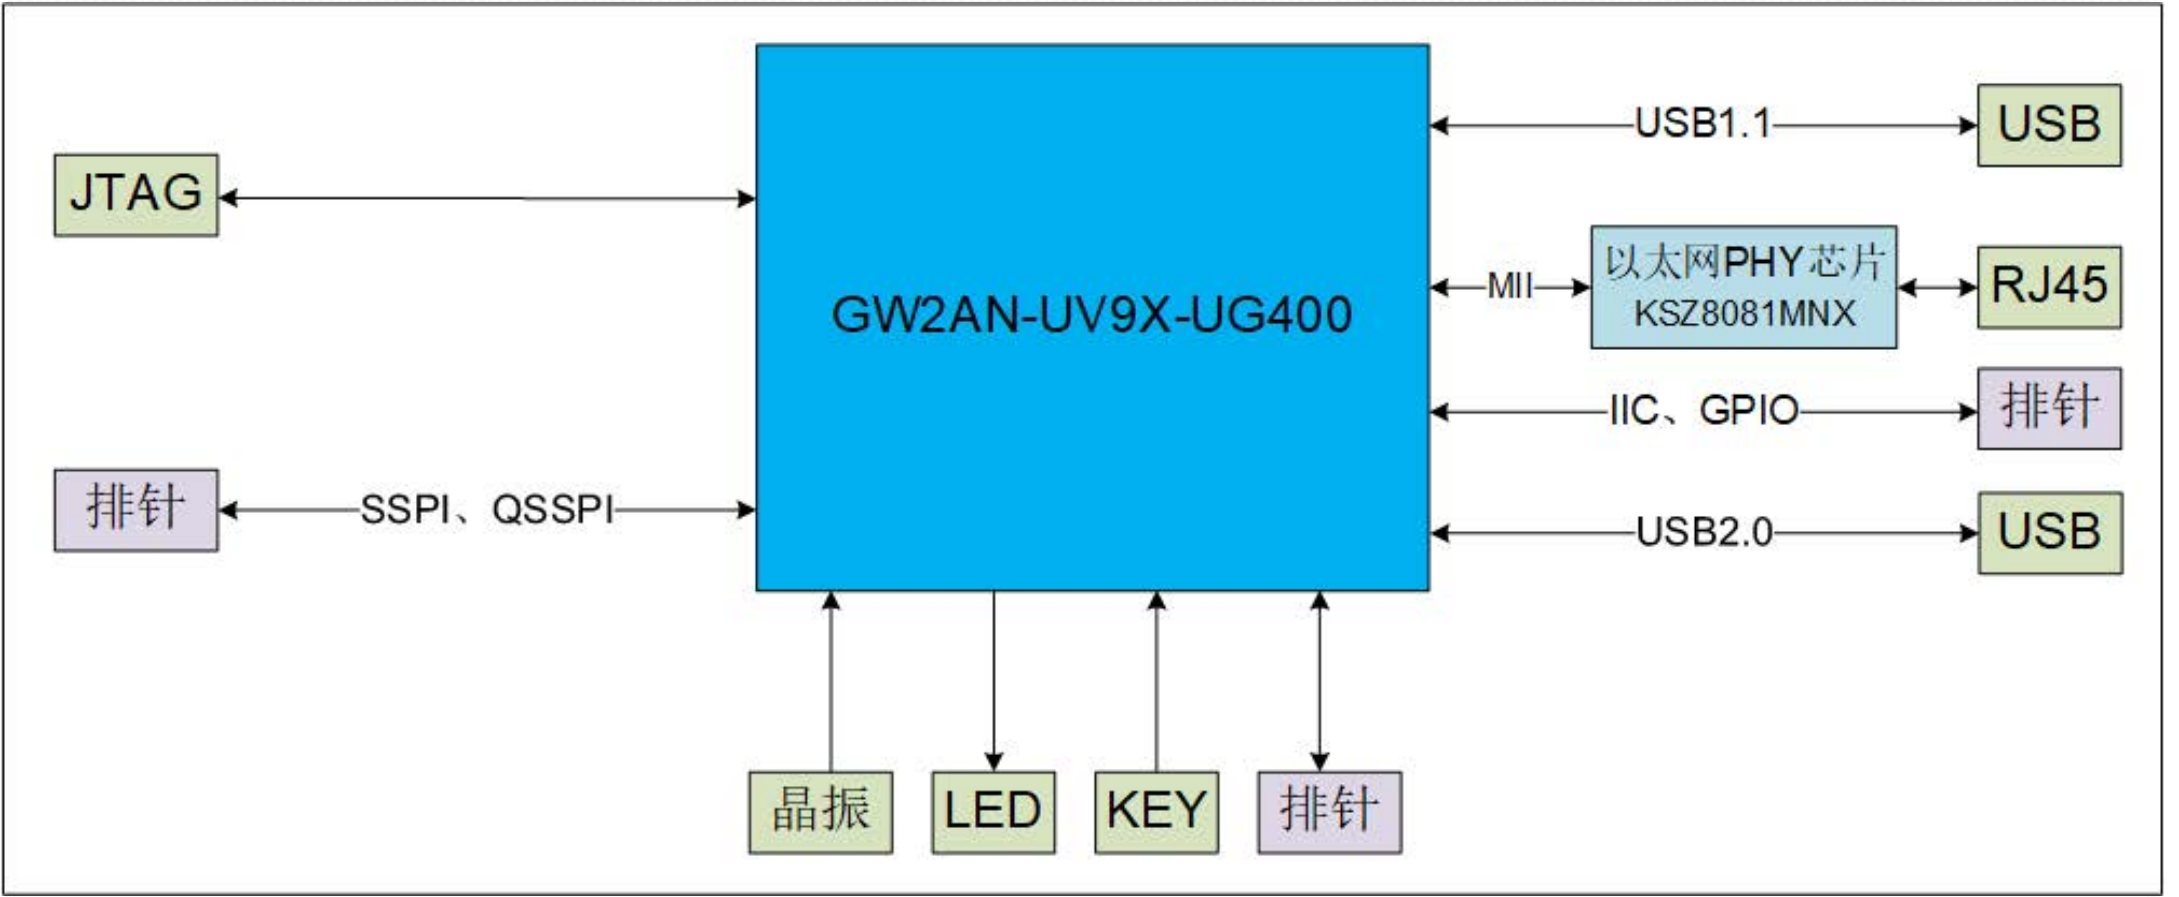 USB1.1
USB
JTAG
以太网PHY芯片
KSZ8081MNX
MII
RJ45
GW2AN-UV9X-UG400
IIC、GPIO
排针
排针
SSPI、QSSPI
USB2.0
USB
晶振
LED
KEY
排针